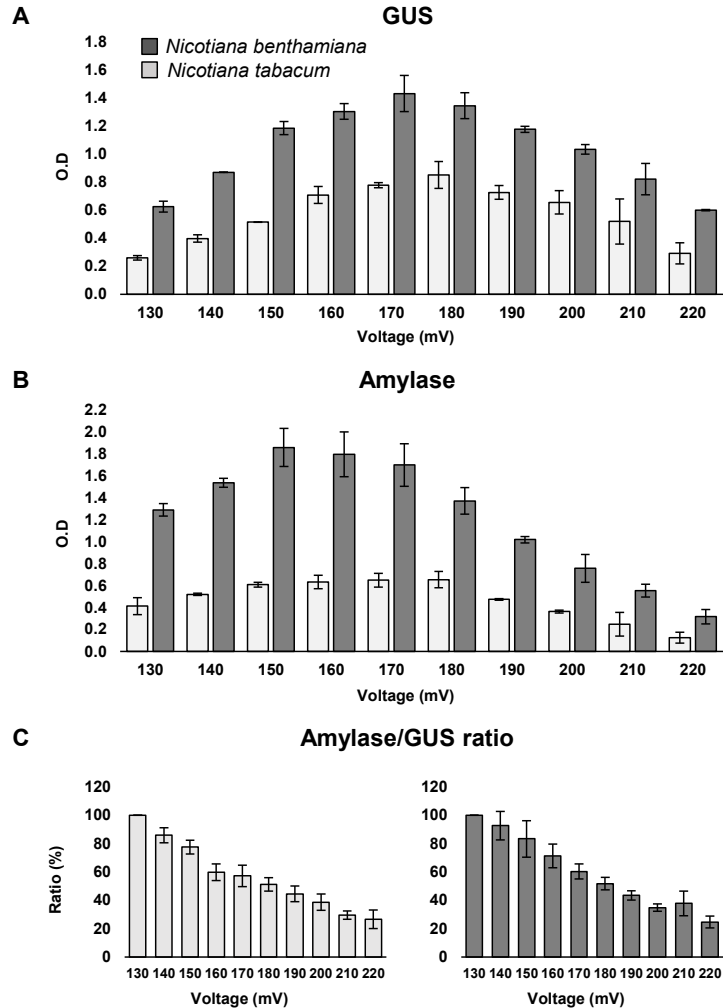 A
GUS
Nicotiana benthamiana
Nicotiana tabacum
O.D
1.8
1.6
1.4
1.2
1.0
0.8
0.6
0.4
0.2
0.0
130 140 150 160 170 180 190 200 210 220
Voltage (mV)
B
Amylase
O.D
2.2
2.0
1.8
1.6
1.4
1.2
1.0
0.8
0.6
0.4
0.2
0.0
130 140 150 160 170 180 190 200 210 220
Voltage (mV)
C
Amylase/GUS ratio
Ratio (%)
120
100
80
60
40
20
0
130 140 150 160 170 180 190 200 210 220
Voltage (mV)
120
100
80
60
40
20
0
130 140 150 160 170 180 190 200 210 220
Voltage (mV)